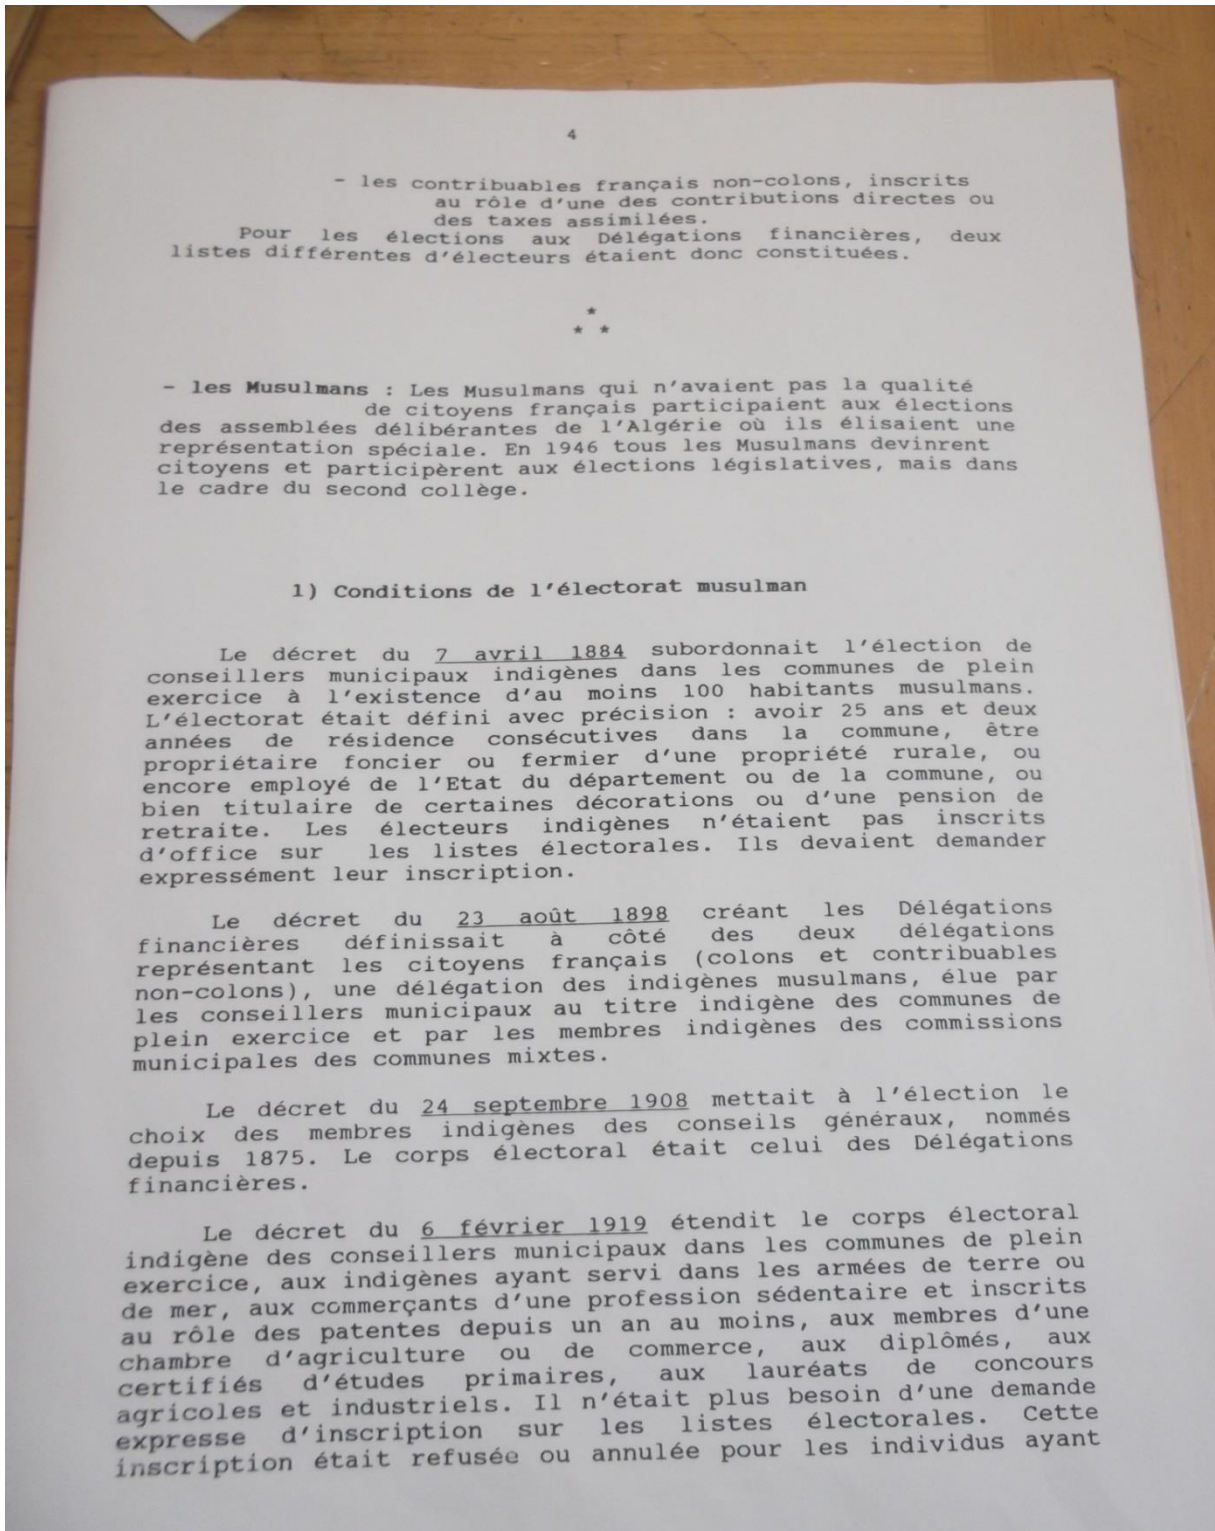 4
- les contribuables français non-colons, inscrits
au rôle d'une des contributions directes ou
des taxes assimilées.
Pour les élections aux Délégations financières, deux
listes différentes d'électeurs étaient donc constituées.
*
* *
- les Musulmans : Les Musulmans qui n'avaient pas la qualité
de citoyens français participaient aux élections
des assemblées délibérantes de l'Algérie où ils élisaient une
représentation spéciale. En 1946 tous les Musulmans devinrent
citoyens et participèrent aux élections législatives, mais dans
le cadre du second collège.
1) Conditions de l'électorat musulman
Le décret du 7 avril 1884 subordonnait l'élection de
conseillers municipaux indigènes dans les communes de plein
exercice à l'existence d'au moins 100 habitants musulmans.
L'électorat était défini avec précision : avoir 25 ans et deux
années de résidence consécutives dans la commune, être
propriétaire foncier ou fermier d'une propriété rurale, ou
encore employé de l'Etat du département ou de la commune, ou
bien titulaire de certaines décorations ou d'une pension de
retraite. Les électeurs indigènes n'étaient pas inscrits
d'office sur les listes électorales. Ils devaient demander
expressément leur inscription.
Le décret du 23 août 1898 créant les Délégations
financières définissait à côté des deux délégations
représentant les citoyens français (colons et contribuables
non-colons), une délégation des indigènes musulmans, élue par
les conseillers municipaux au titre indigène des communes de
plein exercice et par les membres indigènes des commissions
municipales des communes mixtes.
Le décret du 24 septembre 1908 mettait à l'élection le
choix des membres indigènes des conseils généraux, nommés
depuis 1875. Le corps électoral était celui des Délégations
financières.
Le décret du 6 février 1919 étendit le corps électoral
indigène des conseillers municipaux dans les communes de plein
exercice, aux indigènes ayant servi dans les armées de terre ou
de mer, aux commerçants d'une profession sédentaire et inscrits
au rôle des patentes depuis un an au moins, aux membres d'une
chambre d'agriculture ou de commerce, aux diplômés, aux
certifiés d'études primaires, aux lauréats de concours
agricoles et industriels. Il n'était plus besoin d'une demande
expresse d'inscription sur les listes électorales. Cette
inscription était refusée ou annulée pour les individus ayant